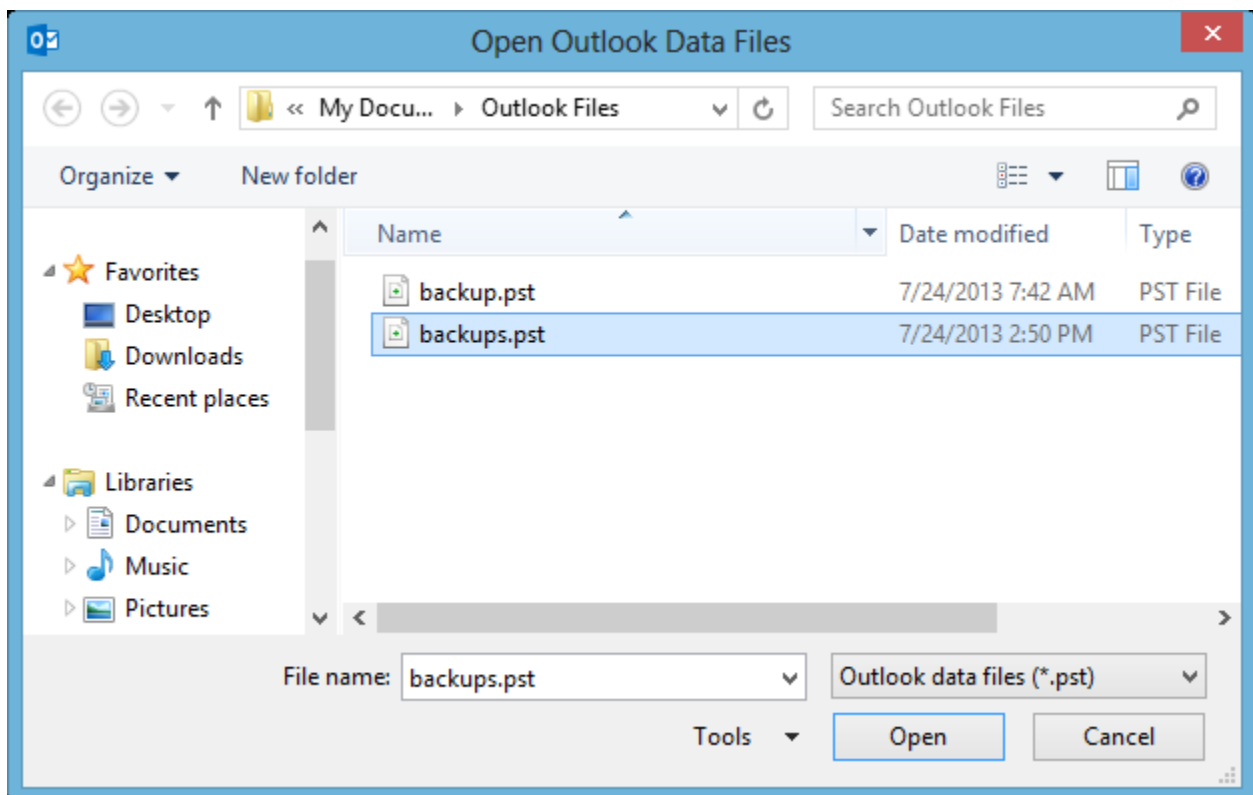 Open Outlook Data Files
« My Docu... Outlook Files
Search Outlook Files
Organize
New folder
Name Date modified Type
Favorites
Desktop
Downloads
Recent places
Libraries
Documents
Music
Pictures
backup.pst 7/24/2013 7:42 AM PST File
backups.pst 7/24/2013 2:50 PM PST File
File name: backups.pst Outlook data files (*.pst)
Tools Open Cancel